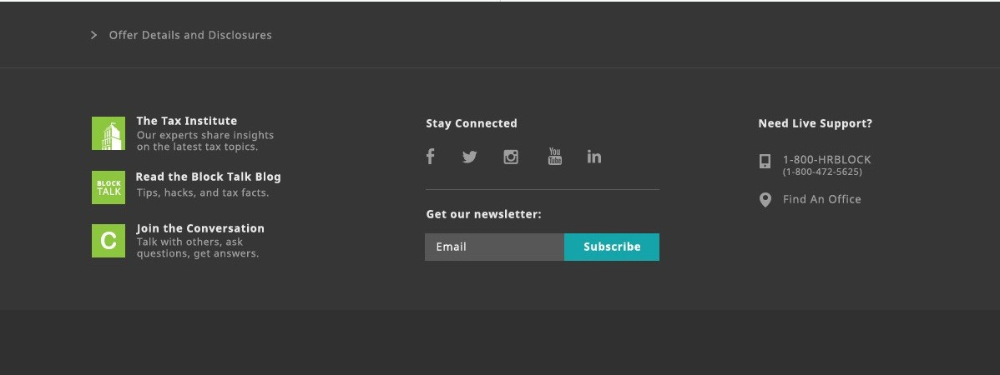 Offer Details and Disclosures
The Tax Institute
Our experts share insights
on the latest tax topics.
BLOCK
TALK
Read the Block Talk Blog
Tips, hacks, and tax facts.
C
Join the Conversation
Talk with others, ask
questions, get answers.
Stay Connected
f
You
Tube
in
Get our newsletter:
Email
Subscribe
Need Live Support?
1-800-HRBLOCK
(1-800-472-5625)
Find An Office